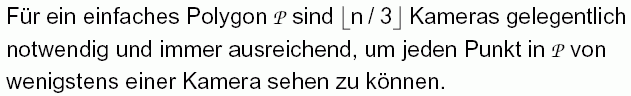 Für ein einfaches Polygon 𝒫 sind ⌊n / 3⌋ Kameras gelegentlich
notwendig und immer ausreichend, um jeden Punkt in 𝒫 von
wenigstens einer Kamera sehen zu können.